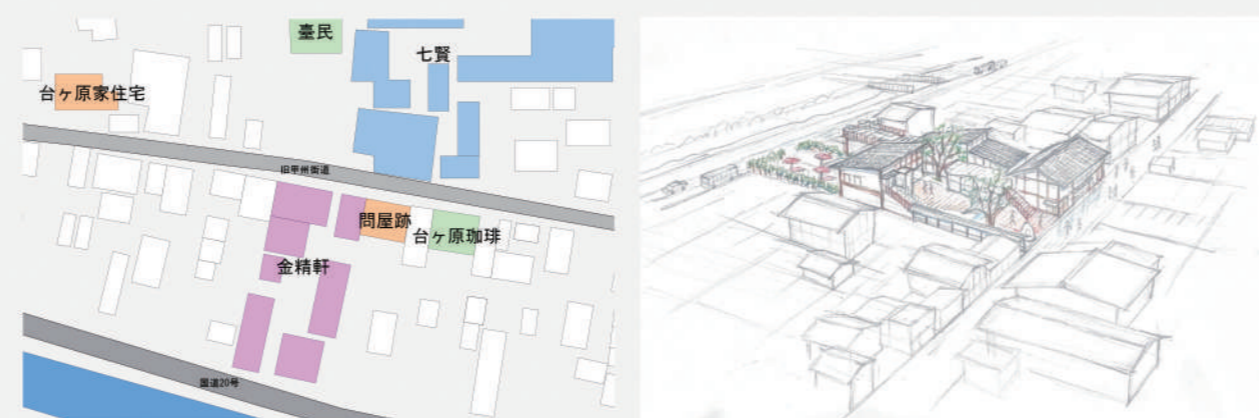 臺民
七賢
台ヶ原家住宅
旧甲州街道
問屋跡
台ヶ原珈琲
金精軒
国道20号